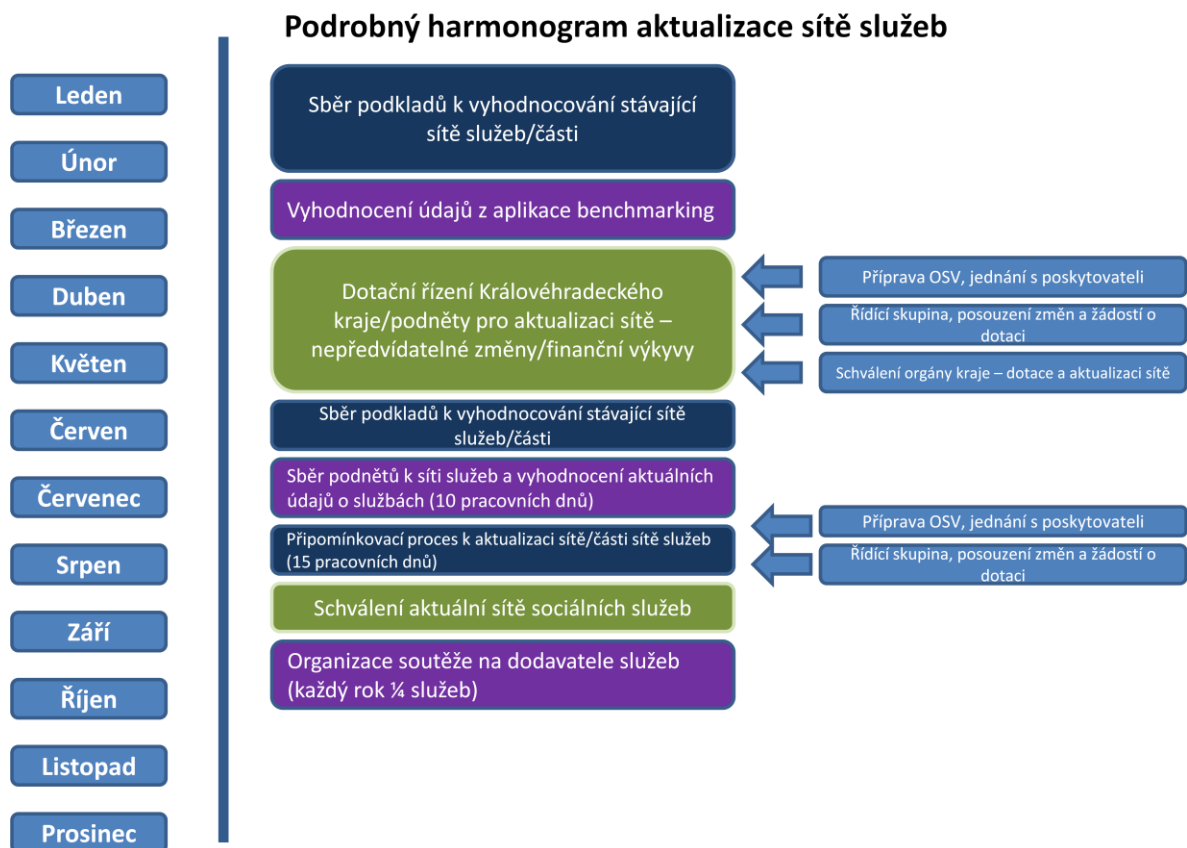 Podrobný harmonogram aktualizace sítě služeb
Leden
Únor
Březen
Duben
Květen
Červen
Červenec
Srpen
Září
Říjen
Listopad
Prosinec
Sběr podkladů k vyhodnocování stávající
sítě služeb/části
Vyhodnocení údajů z aplikace benchmarking
Dotační řízení Královéhradeckého
kraje/podněty pro aktualizaci sítě –
nepředvídatelné změny/finanční výkyvy
Příprava OSV, jednání s poskytovateli
Řídící skupina, posouzení změn a žádostí o
dotaci
Schválení orgány kraje – dotace a aktualizaci sítě
Sběr podkladů k vyhodnocování stávající sítě
služeb/části
Sběr podnětů k síti služeb a vyhodnocení aktuálních
údajů o službách (10 pracovních dnů)
Připomínkovací proces k aktualizaci sítě/části sítě služeb
(15 pracovních dnů)
Příprava OSV, jednání s poskytovateli
Řídící skupina, posouzení změn a žádostí o
dotaci
Schválení aktuální sítě sociálních služeb
Organizace soutěže na dodavatele služeb
(každý rok ¼ služeb)